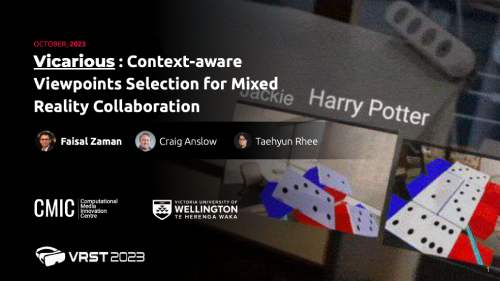 OCTOBER, 2023
Vicarious : Context-aware
Viewpoints Selection for Mixed
Reality Collaboration
Faisal Zaman
Craig Anslow
Taehyun Rhee
Jackie
Harry Potter
CMIC
Computational
Media
Innovation
Centre
VICTORIA UNIVERSITY OF
WELLINGTON
TE HERENGA WAKA
VRST 2023